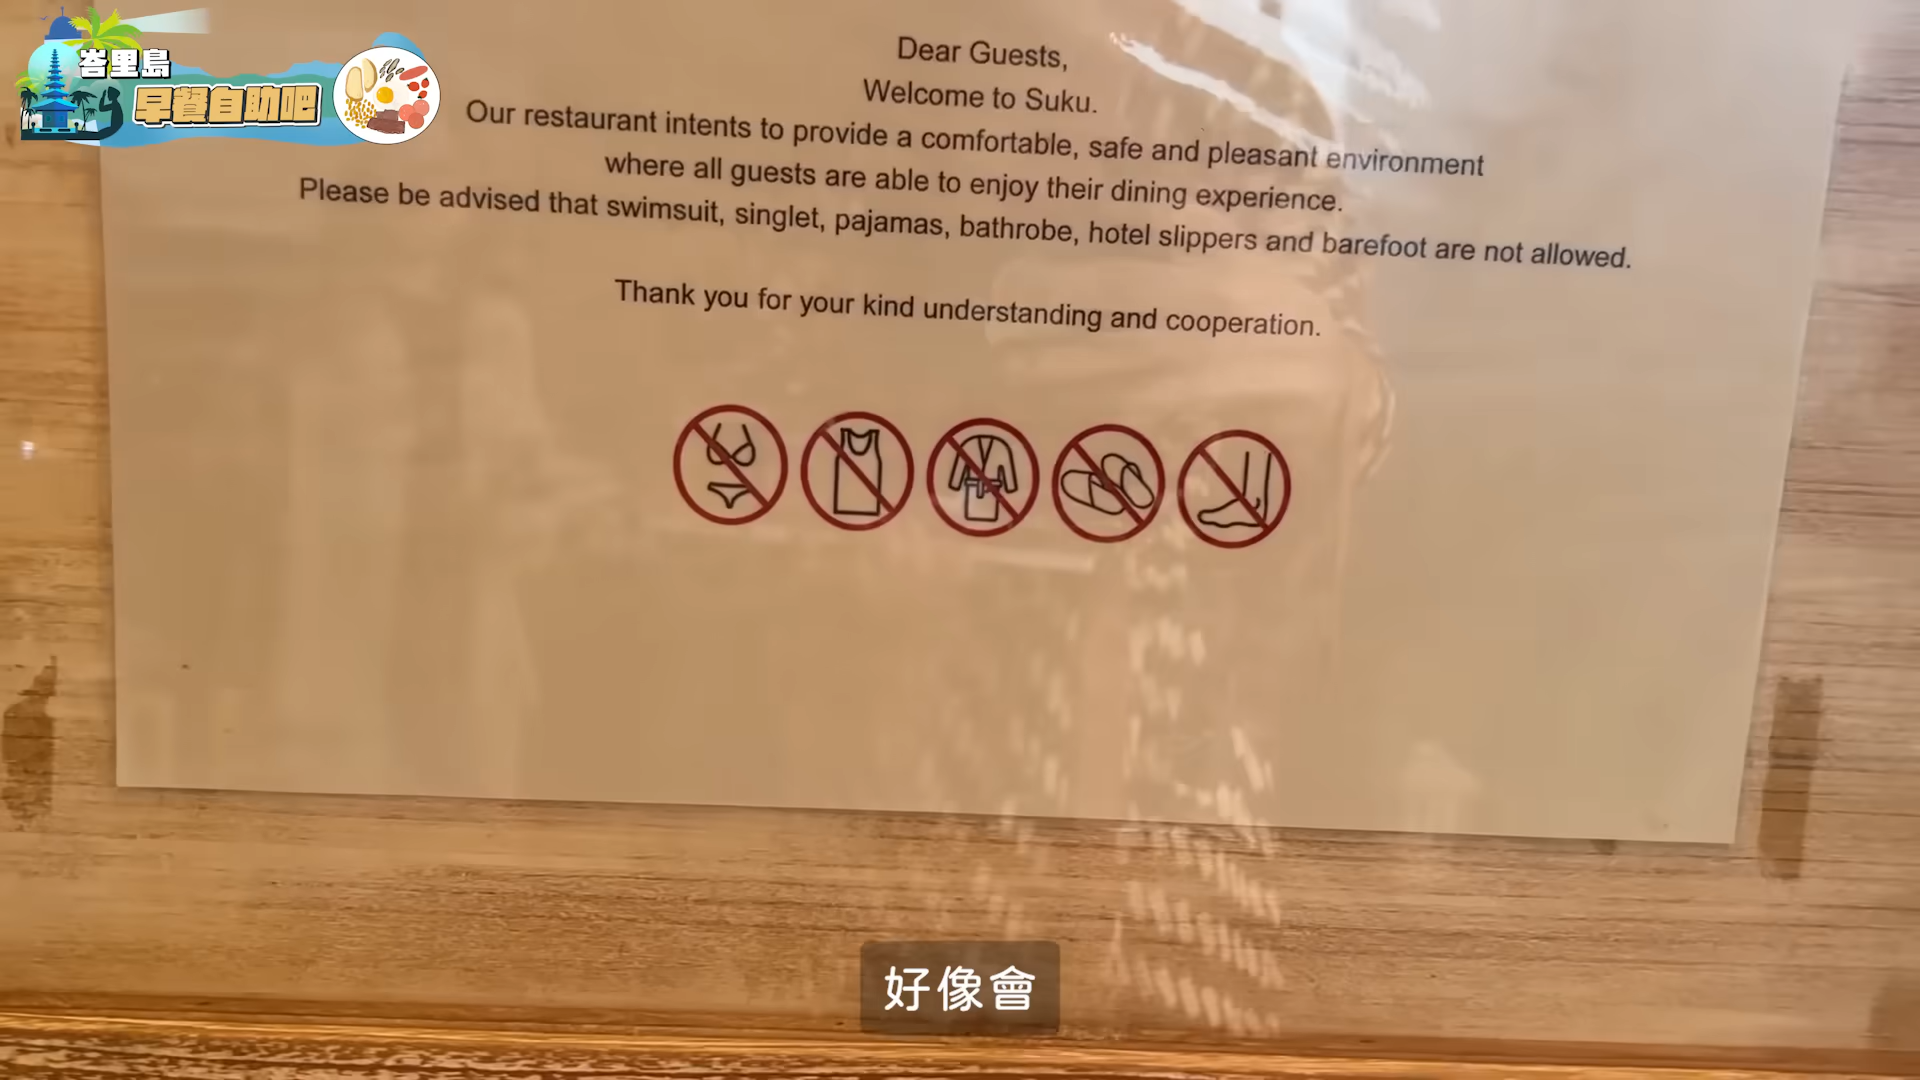 峇里島
早餐自助吧
Dear Guests,
Welcome to Suku.
Our restaurant intents to provide a comfortable, safe and pleasant environment
where all guests are able to enjoy their dining experience.
Please be advised that swimsuit, singlet, pajamas, bathrobe, hotel slippers and barefoot are not allowed.
Thank you for your kind understanding and cooperation.
好像會